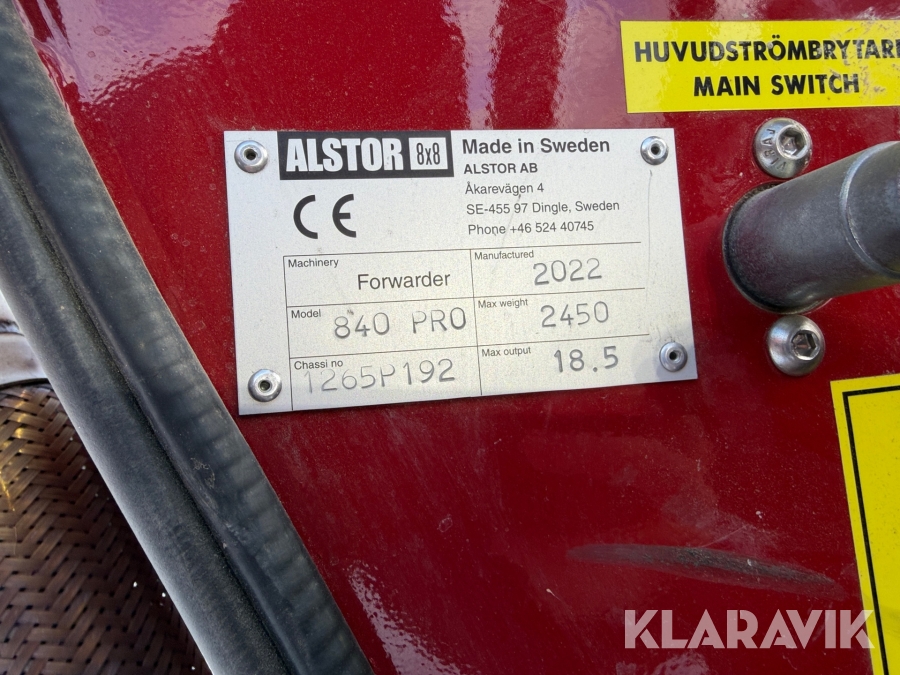 HUVUDSTRÖMBRYTARE
MAIN SWITCH
ALSTOR 8x8
Made in Sweden
ALSTOR AB
Åkarevägen 4
SE-455 97 Dingle, Sweden
Phone +46 524 40745
CE
Machinery Forwarder
Manufactured 2022
Model 840 PRO
Max weight 2450
Chassi no 1265P192
Max output 18.5
KLARAVIK